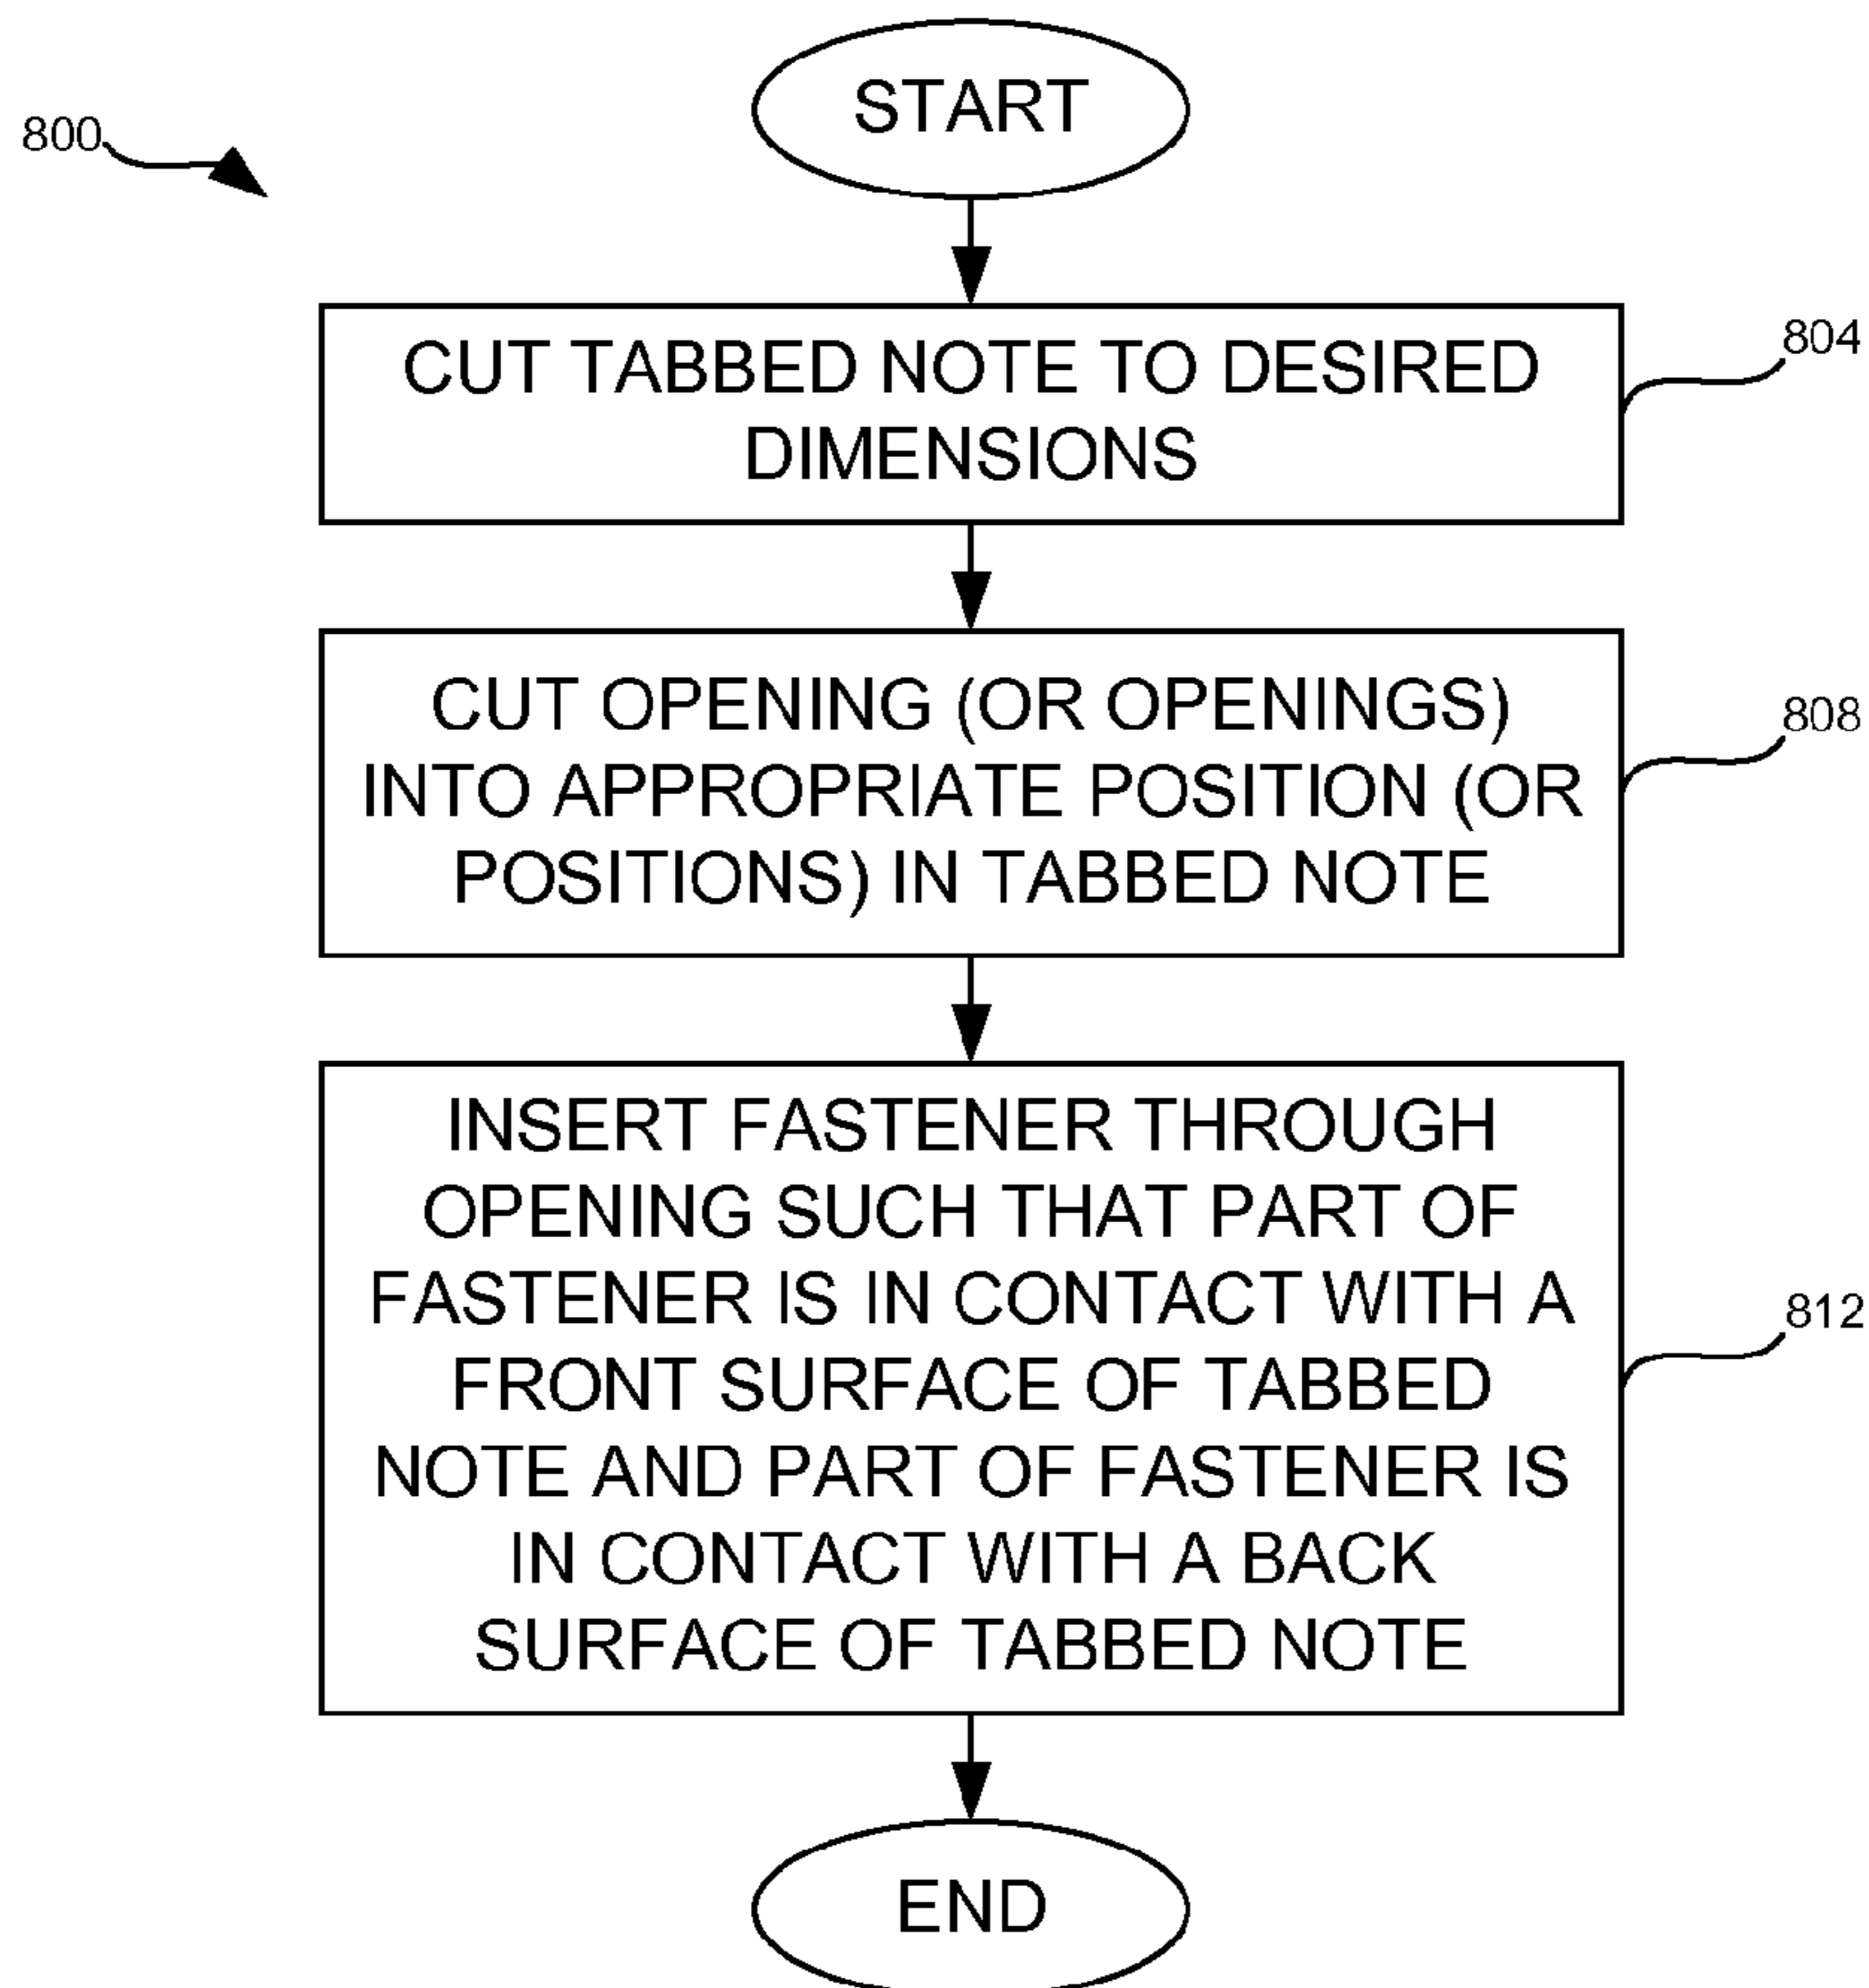 START
800
CUT TABBED NOTE TO DESIRED
DIMENSIONS
804
CUT OPENING (OR OPENINGS)
INTO APPROPRIATE POSITION (OR
POSITIONS) IN TABBED NOTE
808
INSERT FASTENER THROUGH
OPENING SUCH THAT PART OF
FASTENER IS IN CONTACT WITH A
FRONT SURFACE OF TABBED
NOTE AND PART OF FASTENER IS
IN CONTACT WITH A BACK
SURFACE OF TABBED NOTE
812
END